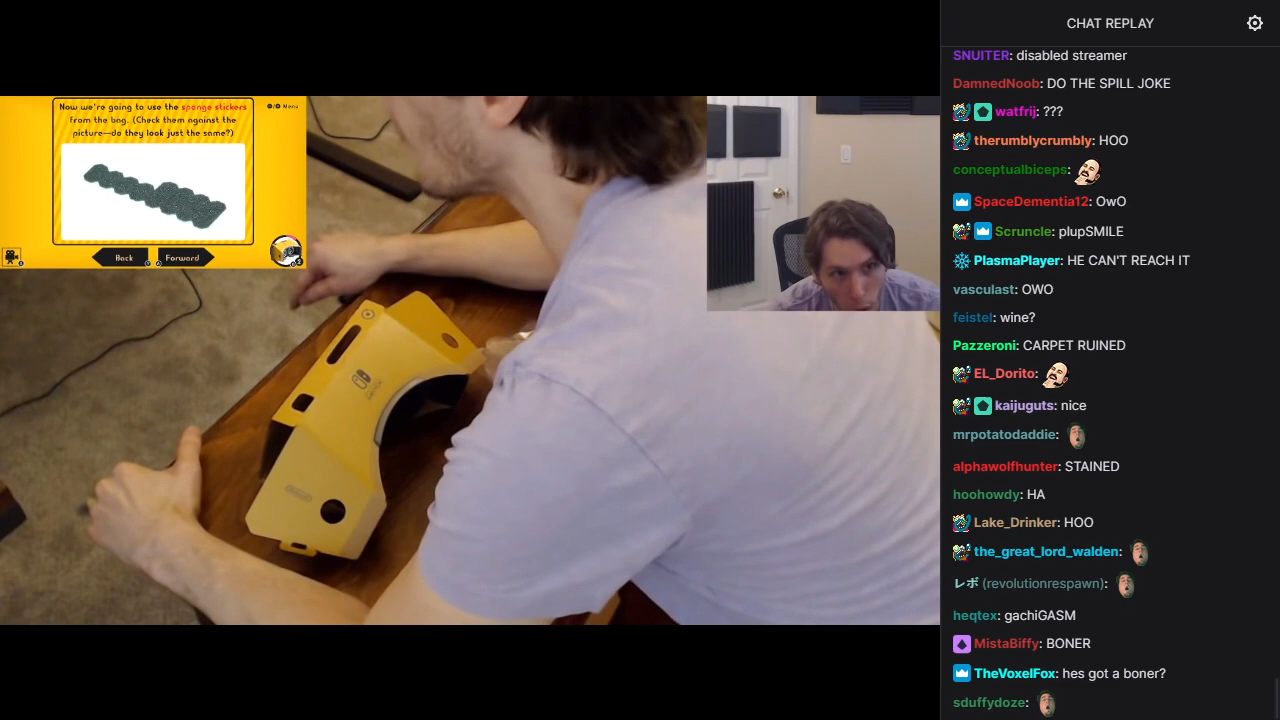 Now we're going to use the sponge stickers
from the bag. (Check them against the
picture—do they look just the same?)
Menu
Back
Forward
Nintendo
CHAT REPLAY
SNUITER: disabled streamer
DamnedNoob: DO THE SPILL JOKE
watfrij: ???
therumblycrumbly: HOO
conceptualbiceps:
SpaceDementia12: OwO
Scruncle: plupSMILE
PlasmaPlayer: HE CAN'T REACH IT
vasculast: OWO
feistel: wine?
Pazzeroni: CARPET RUINED
EL_Dorito:
kaijuguts: nice
mrpotatodaddie:
alphawolfhunter: STAINED
hoohowdy: HA
Lake_Drinker: HOO
the_great_lord_walden:
レボ (revolutionrespawn):
heqtex: gachiGASM
MistaBiffy: BONER
TheVoxelFox: hes got a boner?
sduffydoze: